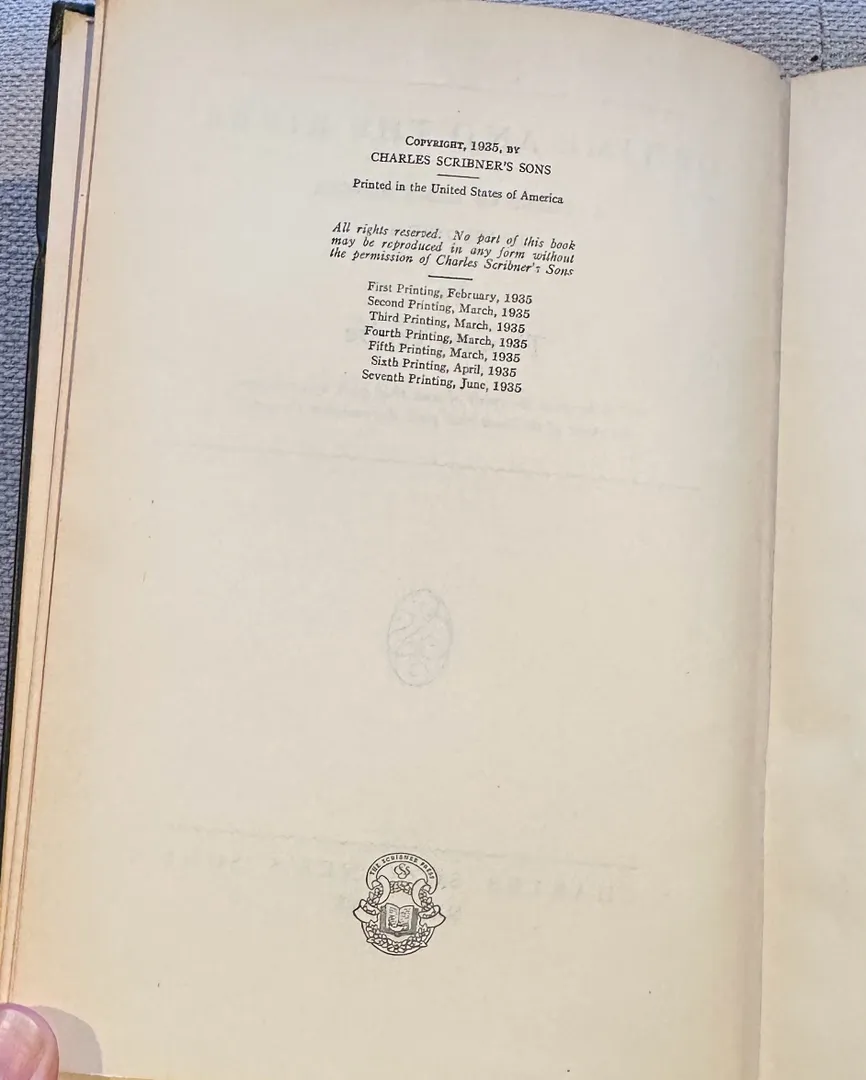 COPYRIGHT, 1935, BY
CHARLES SCRIBNER'S SONS
Printed in the United States of America
All rights reserved. No part of this book
may be reproduced in any form without
the permission of Charles Scribner's Sons
First Printing, February, 1935
Second Printing, March, 1935
Third Printing, March, 1935
Fourth Printing, March, 1935
Fifth Printing, March, 1935
Sixth Printing, April, 1935
Seventh Printing, June, 1935
THE SCRIBNER PRESS